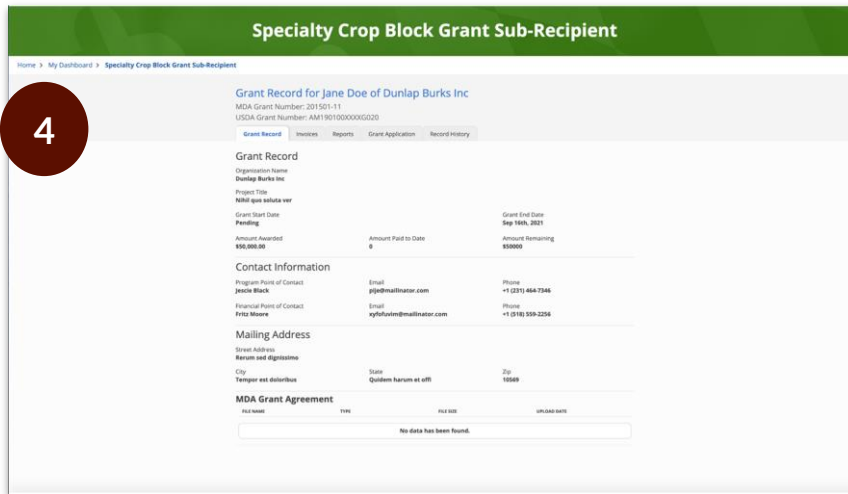 Specialty Crop Block Grant Sub-Recipient
Home > My Dashboard > Specialty Crop Block Grant Sub-Recipient
4
Grant Record for Jane Doe of Dunlap Burks Inc
MDA Grant Number: 201501-11
USDA Grant Number: AM190100XXXXG020
Grant Record Invoices Reports Grant Application Record History
Grant Record
Organization Name
Dunlap Burks Inc
Project Title
Nihil quo soluta ver
Grant Start Date Grant End Date
Pending Sep 16th, 2021
Amount Awarded Amount Paid to Date Amount Remaining
$50,000.00 0 $50000
Contact Information
Program Point of Contact Email Phone
Jescie Black pije@mailinator.com +1 (231) 464-7346
Financial Point of Contact Email Phone
Fritz Moore xyfofuvim@mailinator.com +1 (518) 559-2256
Mailing Address
Street Address
Rerum sed dignissimo
City State Zip
Tempor est doloribus Quidem harum et offi 10569
MDA Grant Agreement
FILE NAME TYPE FILE SIZE UPLOAD DATE
No data has been found.